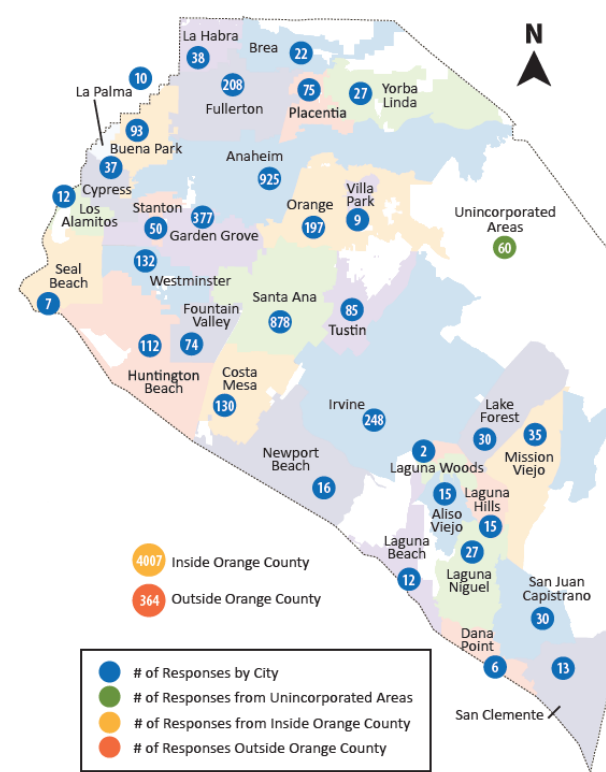 N
La Habra
38
Brea
22
10
La Palma
208
Fullerton
75
Placentia
27
Yorba
Linda
93
Buena Park
37
Cypress
Anaheim
925
12
Los
Alamitos
Stanton
50
377
Garden Grove
Orange
197
Villa
Park
9
Unincorporated
Areas
60
132
Westminster
Seal
Beach
7
Santa Ana
878
Fountain
Valley
74
85
Tustin
112
Huntington
Beach
Costa
Mesa
130
Irvine
248
Lake
Forest
30
35
Mission
Viejo
Newport
Beach
16
2
Laguna Woods
15
Aliso
Viejo
Laguna
Hills
15
Laguna
Beach
12
27
Laguna
Niguel
San Juan
Capistrano
30
Dana
Point
6
13
San Clemente
4007 Inside Orange County
364 Outside Orange County
# of Responses by City
# of Responses from Unincorporated Areas
# of Responses from Inside Orange County
# of Responses Outside Orange County